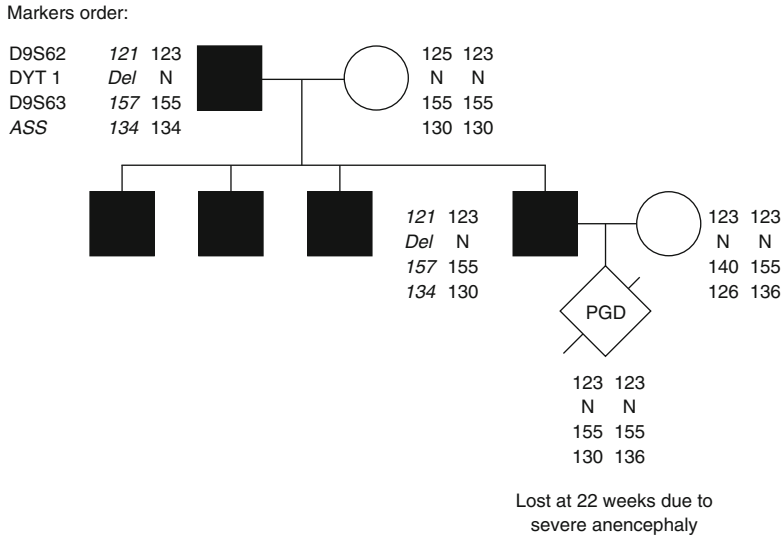 Markers order:
D9S62 121 123 125 123
DYT 1 Del N N N
D9S63 157 155 155 155
ASS 134 134 130 130
121 123 123 123
Del N N N
157 155 140 155
134 130 126 136
PGD
123 123
N N
155 155
130 136
Lost at 22 weeks due to
severe anencephaly